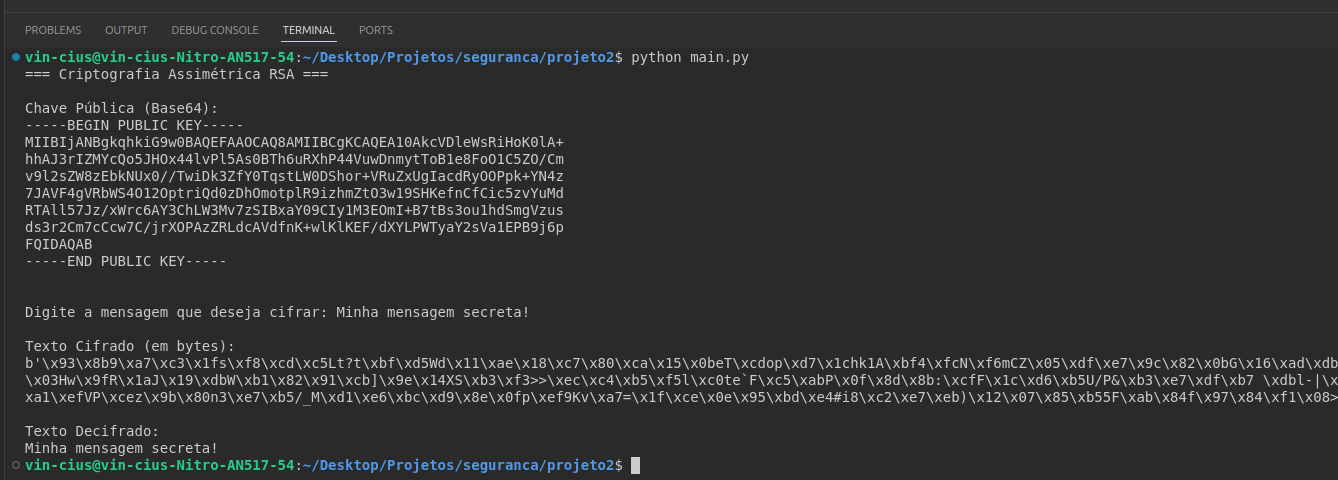 PROBLEMS OUTPUT DEBUG CONSOLE TERMINAL PORTS
vin-cius@vin-cius-Nitro-AN517-54:~/Desktop/Projetos/seguranca/projeto2$ python main.py
=== Criptografia Assimétrica RSA ===
Chave Pública (Base64):
-----BEGIN PUBLIC KEY-----
MIIBIjANBgkqhkiG9w0BAQEFAAOCAQ8AMIIBCgKCAQEA10AkcVDleWsRiHoK0lA+
hhAJ3rIZMYcQo5JHOx44lvPl5As0BTh6uRXhP44VuwDnmytToB1e8FoO1C5ZO/Cm
v9l2sZW8zEbkNUx0//TwiDk3ZfY0TqstLW0DShor+VRuZxUgIacdRyOOPpk+YN4z
7JAVF4gVRbWS4O12OptriQd0zDhOmotplR9izhmZtO3w19SHKefnCfCic5zvYuMd
RTAll57Jz/xWrc6AY3ChLW3Mv7zSIBxaY09CIy1M3EOmI+B7tBs3ou1hdSmgVzus
ds3r2Cm7cCcw7C/jrXOPAzZRLdcAVdfnK+wlKlKEF/dXYLPWTyaY2sVa1EPB9j6p
FQIDAQAB
-----END PUBLIC KEY-----
Digite a mensagem que deseja cifrar: Minha mensagem secreta!
Texto Cifrado (em bytes):
b'\x93\x8b9\xa7\xc3\x1fs\xf8\xcd\xc5Lt?t\xbf\xd5Wd\x11\xae\x18\xc7\x80\xca\x15\x0beT\xcdop\xd7\x1chk1A\xbf4\xfcN\xf6mCZ\x05\xdf\xe7\x9c\x82\x0bG\x16\xad\xdb
\x03Hw\x9fR\x1aJ\x19\xdbW\xb1\x82\x91\xcb]\x9e\x14XS\xb3\xf3>>\xec\xc4\xb5\xf5l\xc0te`F\xc5\xabP\x0f\x8d\x8b:\xcfF\x1c\xd6\xb5U/P&\xb3\xe7\xdf\xb7 \xdbl-|\x
xa1\xefVP\xcez\x9b\x80n3\xe7\xb5/_M\xd1\xe6\xbc\xd9\x8e\x0fp\xef9Kv\xa7=\x1f\xce\x0e\x95\xbd\xe4#i8\xc2\xe7\xeb)\x12\x07\x85\xb55F\xab\x84f\x97\x84\xf1\x08>
Texto Decifrado:
Minha mensagem secreta!
vin-cius@vin-cius-Nitro-AN517-54:~/Desktop/Projetos/seguranca/projeto2$